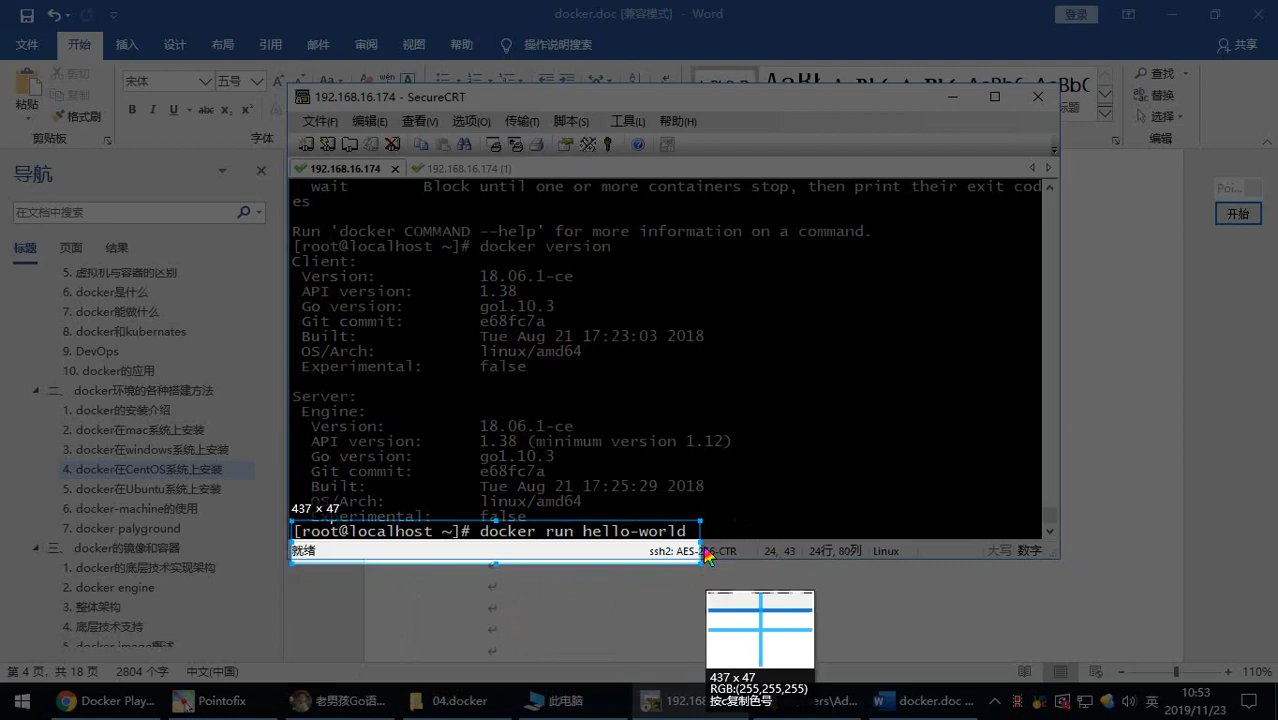 docker.doc [兼容模式] - Word
登录
文件
开始
插入
设计
布局
引用
邮件
审阅
视图
帮助
操作说明搜索
共享
粘贴
剪切
复制
格式刷
剪贴板
宋体
五号
字体
标题
查找
替换
选择
编辑
导航
在文档中搜索
标题
页面
结果
5. 虚拟机与容器的区别
6. docker是什么
7. docker能做什么
8. docker和kubernates
9. DevOps
10. docker的应用
二、 docker环境的各种搭建方法
1. docker的安装介绍
2. docker在mac系统上安装
3. docker在windows系统上安装
4. docker在CentOS系统上安装
5. docker在Ubuntu系统上安装
6. docker-machine的使用
7. docker palyground
三、 docker的镜像和容器
1. docker的底层技术实现架构
2. docker engine
3. 整体架构
4. 底层技术支持
5. docker image概述
192.168.16.174 - SecureCRT
文件(F)
编辑(E)
查看(V)
选项(O)
传输(T)
脚本(S)
工具(L)
帮助(H)
192.168.16.174
192.168.16.174 (1)
wait Block until one or more containers stop, then print their exit cod
es
Run 'docker COMMAND --help' for more information on a command.
[root@localhost ~]# docker version
Client:
Version: 18.06.1-ce
API version: 1.38
Go version: go1.10.3
Git commit: e68fc7a
Built: Tue Aug 21 17:23:03 2018
OS/Arch: linux/amd64
Experimental: false
Server:
Engine:
Version: 18.06.1-ce
API version: 1.38 (minimum version 1.12)
Go version: go1.10.3
Git commit: e68fc7a
Built: Tue Aug 21 17:25:29 2018
OS/Arch: linux/amd64
437 × 47
Experimental: false
[root@localhost ~]# docker run hello-world
就绪
ssh2: AES-256-CTR
24, 43
24行, 80列
Linux
大写
数字
Poi...
开始
437 x 47
RGB:(255,255,255)
按c复制色号
第 4 页，共 18 页
2804 个字
中文(中国)
110%
Docker Play...
Pointofix
老男孩Go语...
04.docker
此电脑
192.168
docker.doc ...
英
10:53
2019/11/23